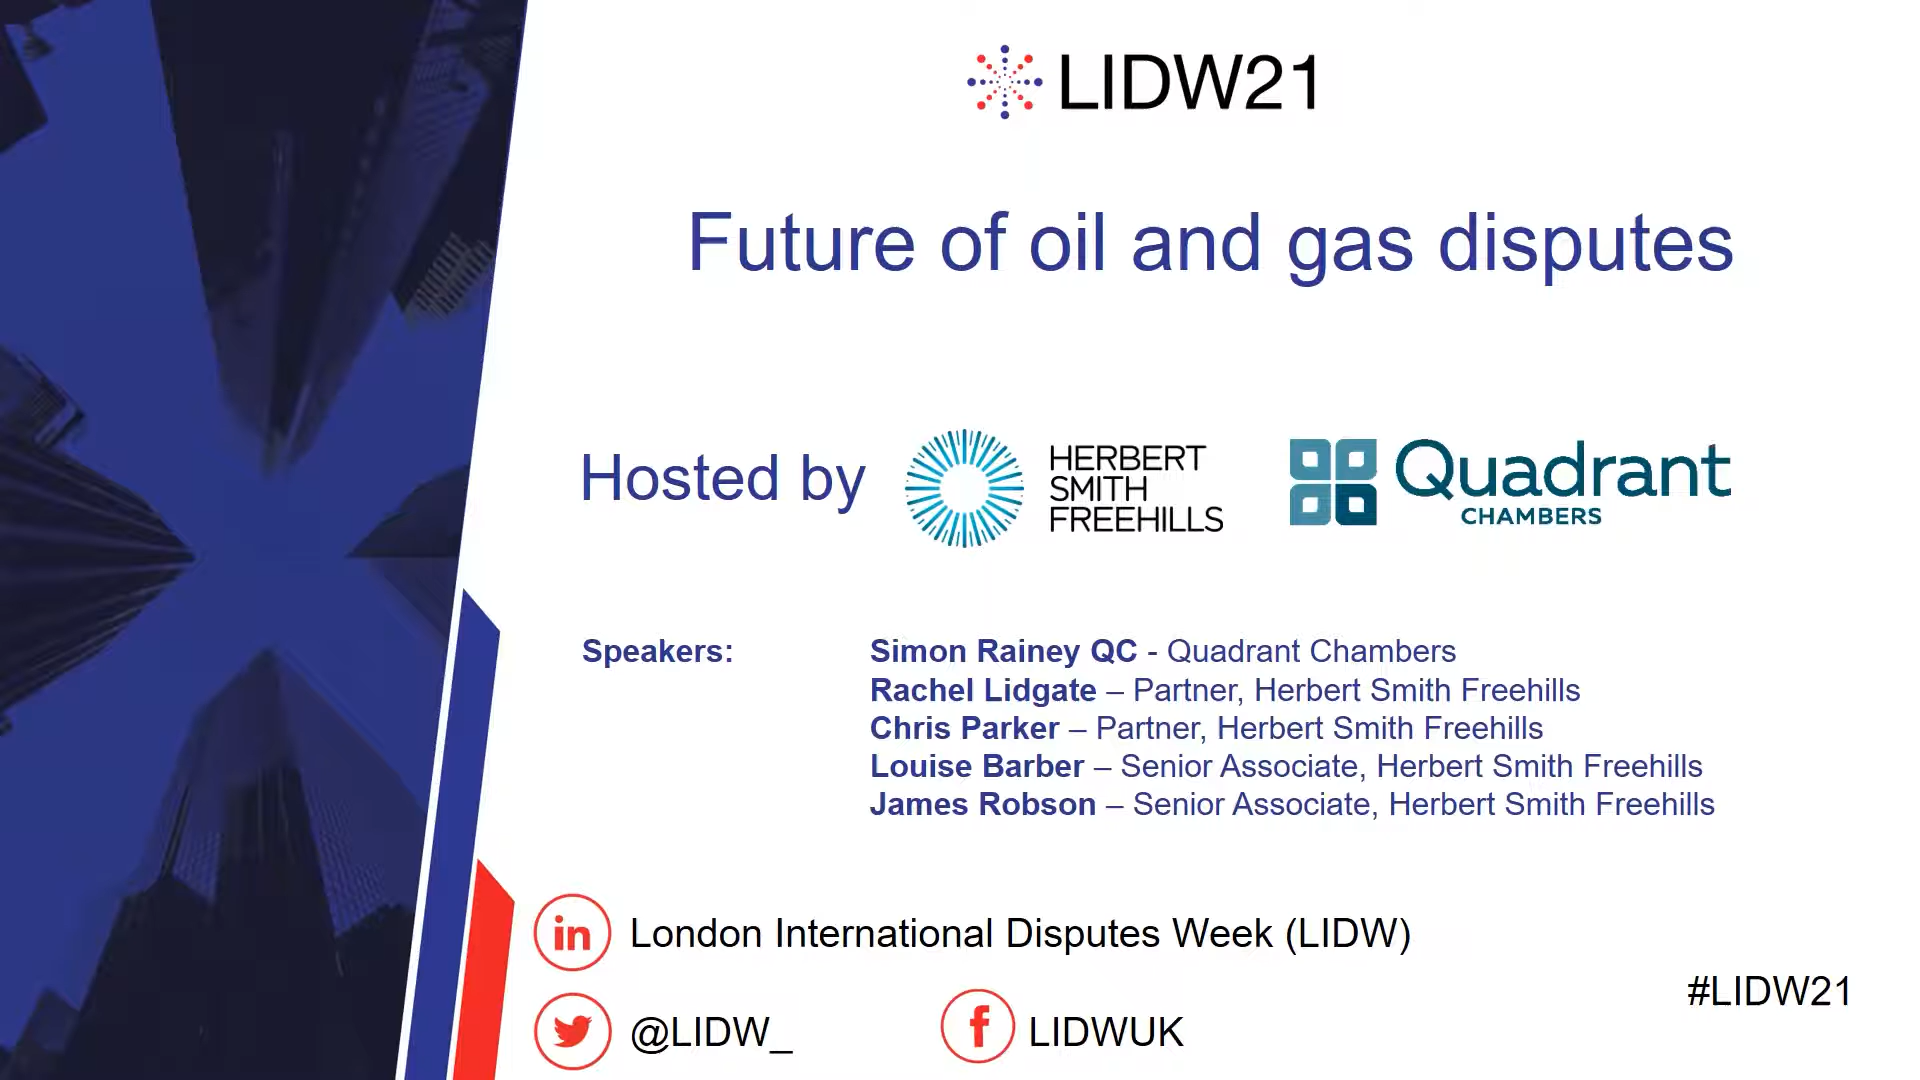 LIDW21
Future of oil and gas disputes
Hosted by
HERBERT
SMITH
FREEHILLS
Quadrant
CHAMBERS
Speakers:
Simon Rainey QC - Quadrant Chambers
Rachel Lidgate – Partner, Herbert Smith Freehills
Chris Parker – Partner, Herbert Smith Freehills
Louise Barber – Senior Associate, Herbert Smith Freehills
James Robson – Senior Associate, Herbert Smith Freehills
in London International Disputes Week (LIDW)
#LIDW21
@LIDW_
f LIDWUK